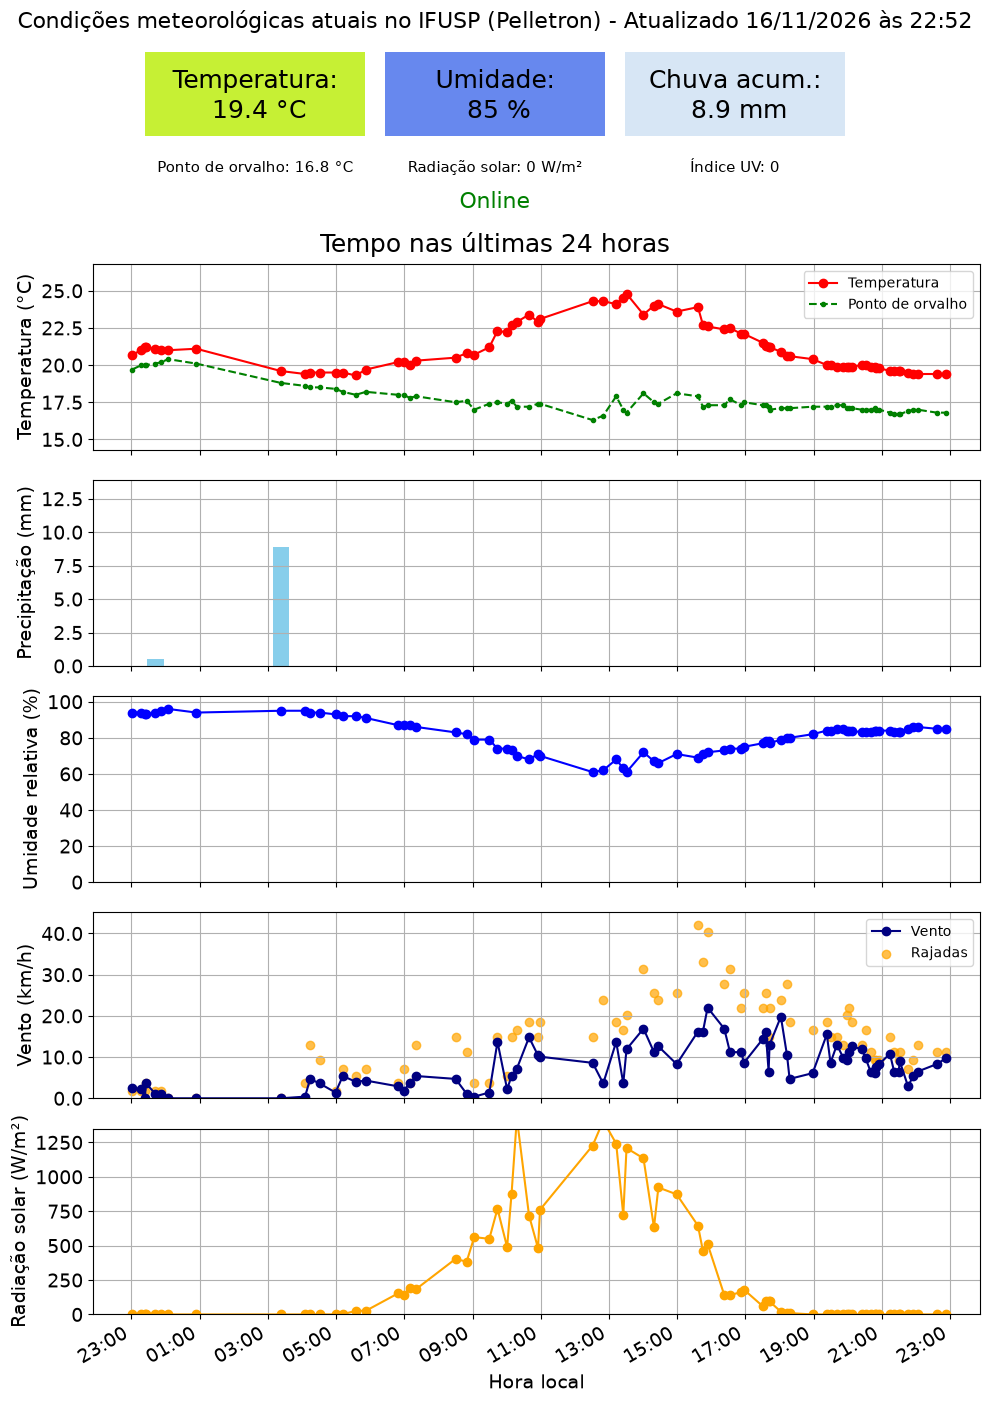 Condições meteorológicas atuais no IFUSP (Pelletron) - Atualizado 16/11/2026 às 22:52
Temperatura:
19.4 °C
Umidade:
85 %
Chuva acum.:
8.9 mm
Ponto de orvalho: 16.8 °C
Radiação solar: 0 W/m²
Índice UV: 0
Online
Tempo nas últimas 24 horas
Temperatura (°C)
25.0
22.5
20.0
17.5
15.0
Temperatura
Ponto de orvalho
Precipitação (mm)
12.5
10.0
7.5
5.0
2.5
0.0
Umidade relativa (%)
100
80
60
40
20
0
Vento (km/h)
40.0
30.0
20.0
10.0
0.0
Vento
Rajadas
Radiação solar (W/m²)
1250
1000
750
500
250
0
23:00
01:00
03:00
05:00
07:00
09:00
11:00
13:00
15:00
17:00
19:00
21:00
23:00
Hora local